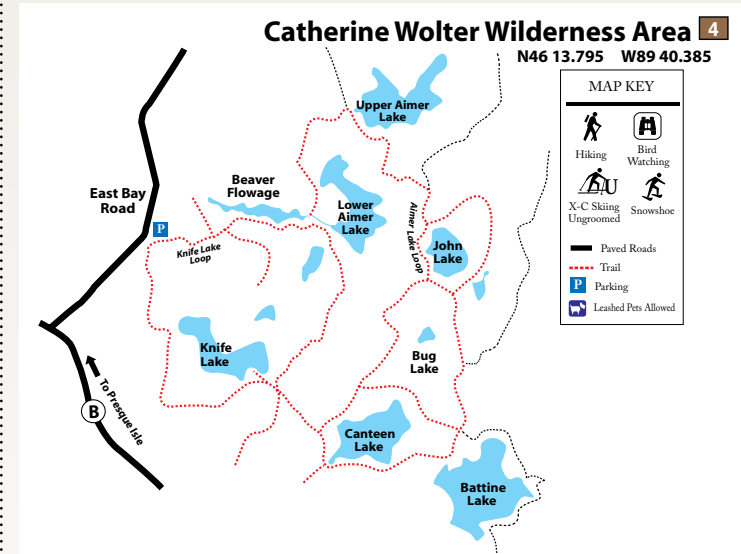 Catherine Wolter Wilderness Area 4
N46 13.795 W89 40.385
MAP KEY
Hiking
Bird
Watching
U
X-C Skiing
Ungroomed
Snowshoe
Paved Roads
Trail
P Parking
Leashed Pets Allowed
Upper Aimer
Lake
Beaver
Flowage
East Bay
Road
Lower
Aimer
Lake
P
Knife Lake
Loop
Aimer Lake Loop
John
Lake
Knife
Lake
Bug
Lake
To Presque Isle
B
Canteen
Lake
Battine
Lake